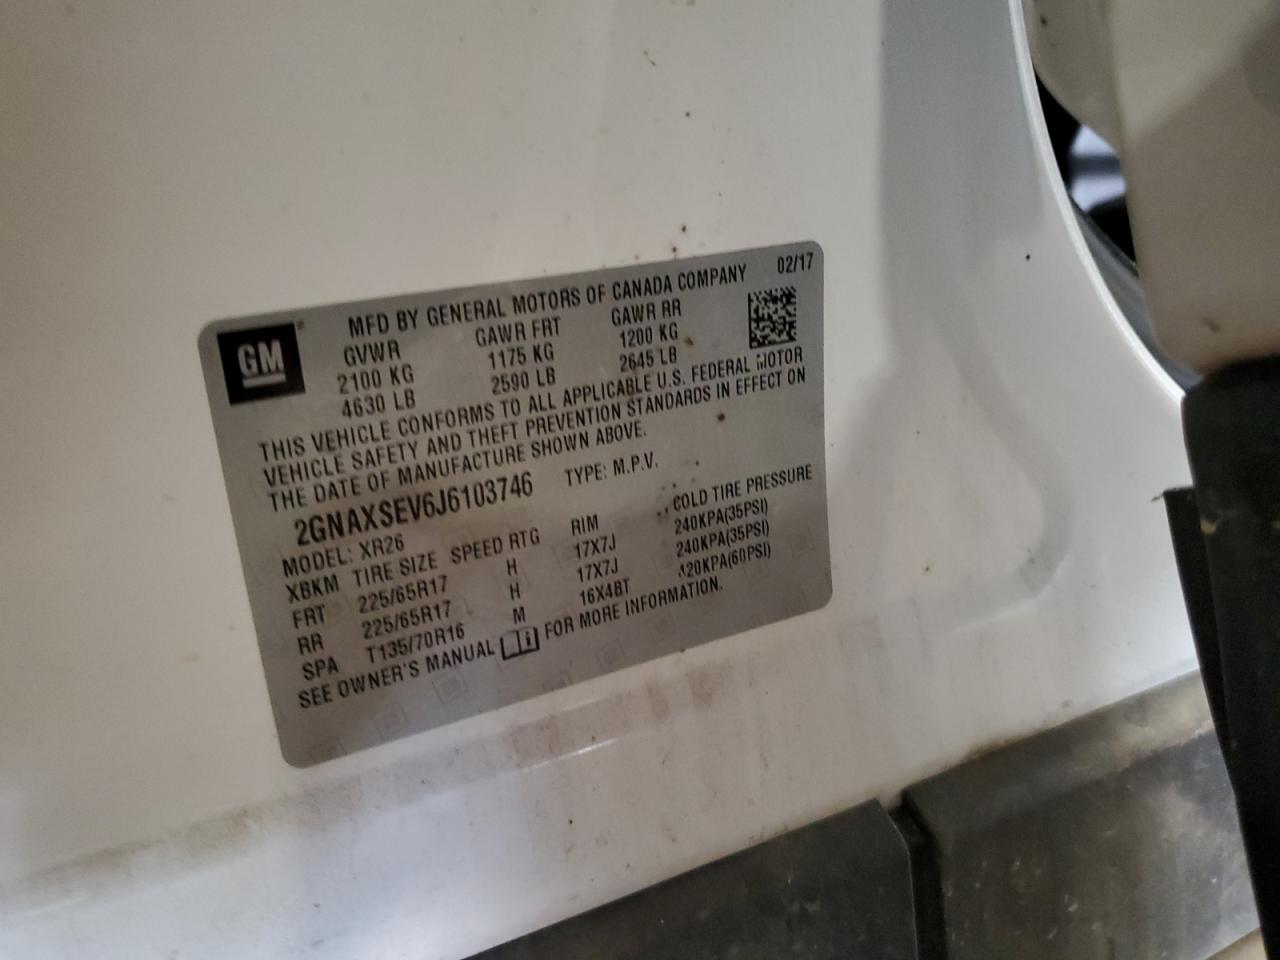 GM
MFD BY GENERAL MOTORS OF CANADA COMPANY 02/17
GVWR GAWR FRT GAWR RR
2100 KG 1175 KG 1200 KG
4630 LB 2590 LB 2645 LB
THIS VEHICLE CONFORMS TO ALL APPLICABLE U.S. FEDERAL MOTOR
VEHICLE SAFETY AND THEFT PREVENTION STANDARDS IN EFFECT ON
THE DATE OF MANUFACTURE SHOWN ABOVE.
2GNAXSEV6J6103746 TYPE: M.P.V.
MODEL: XR26
XBKM TIRE SIZE SPEED RTG RIM COLD TIRE PRESSURE
FRT 225/65R17 H 17X7J 240KPA(35PSI)
RR 225/65R17 H 17X7J 240KPA(35PSI)
SPA T135/70R16 M 16X4BT 420KPA(60PSI)
SEE OWNER'S MANUAL FOR MORE INFORMATION.